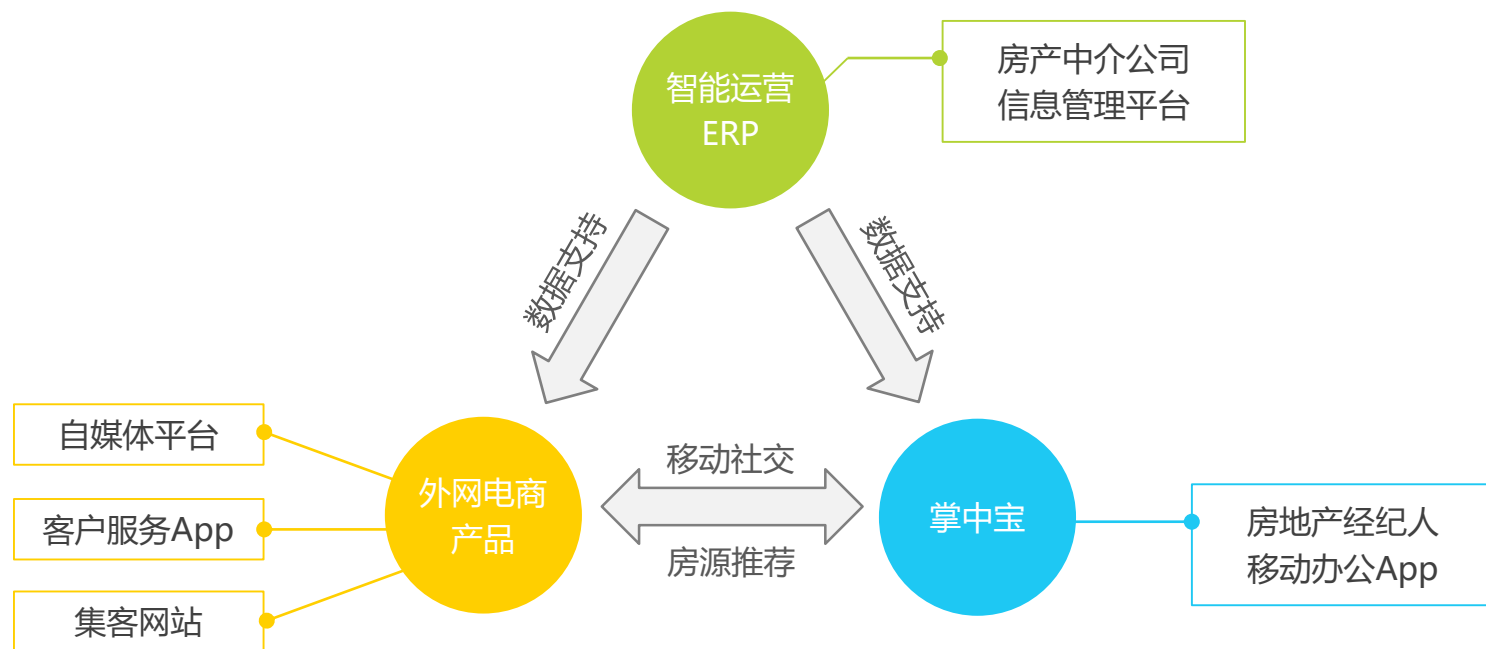 智能运营
ERP
房产中介公司
信息管理平台
数据支持
数据支持
自媒体平台
客户服务App
集客网站
外网电商
产品
移动社交
房源推荐
掌中宝
房地产经纪人
移动办公App